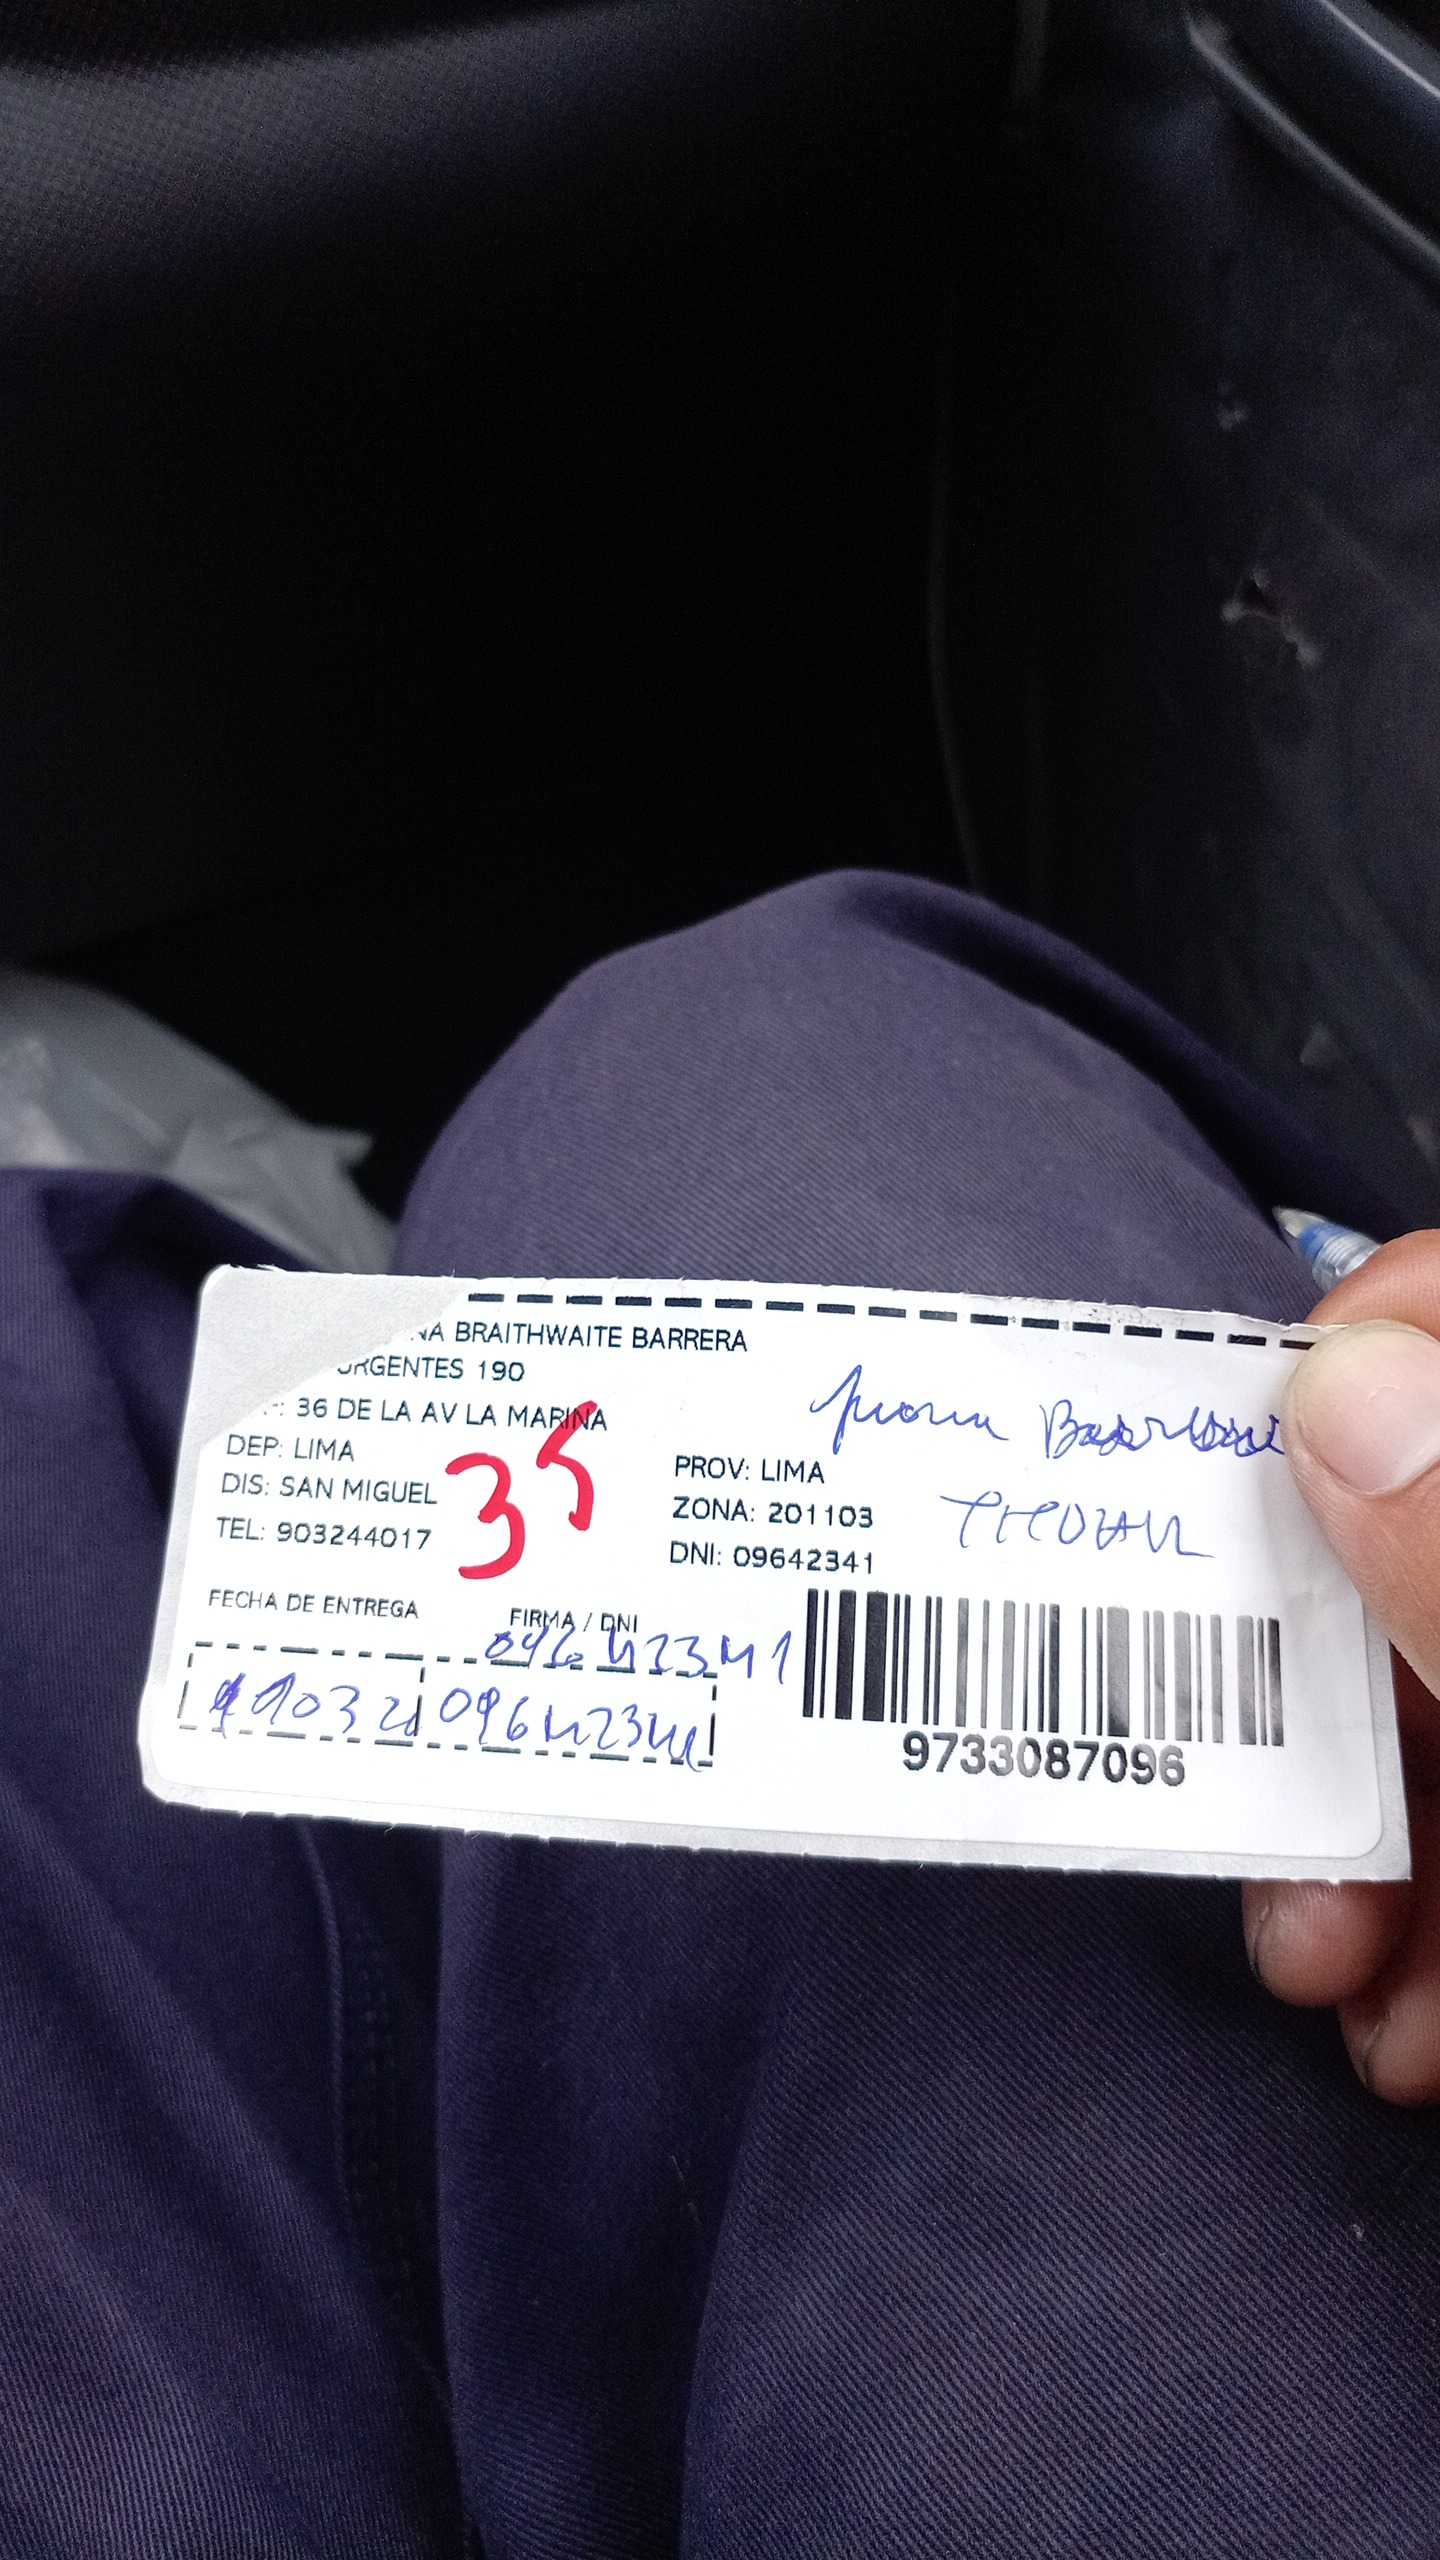 NA BRAITHWAITE BARRERA
URGENTES 190
36 DE LA AV LA MARINA
DEP: LIMA
PROV: LIMA
DIS: SAN MIGUEL
ZONA: 201103
TEL: 903244017
DNI: 09642341
35
FECHA DE ENTREGA
FIRMA / DNI
09642341
9733087096